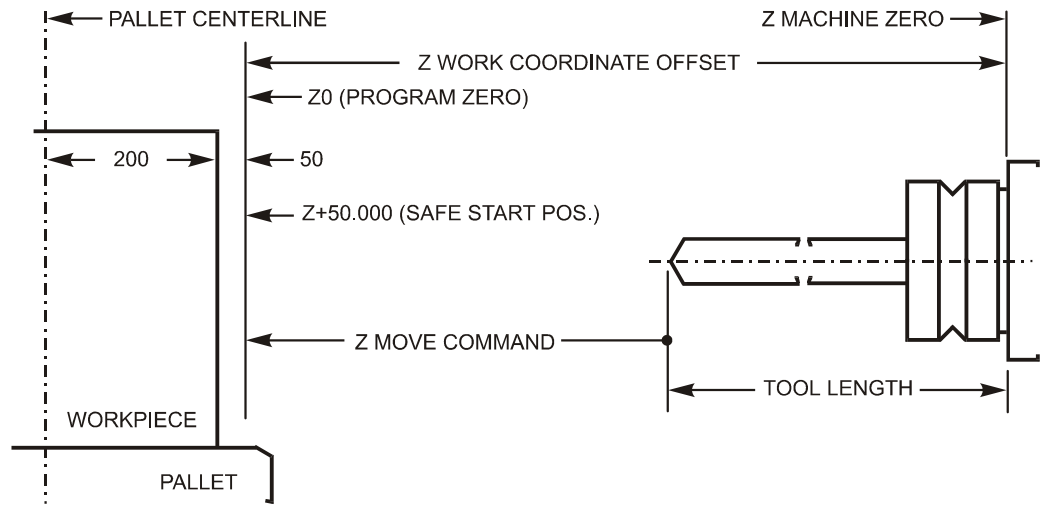 PALLET CENTERLINE
Z MACHINE ZERO
Z WORK COORDINATE OFFSET
Z0 (PROGRAM ZERO)
200
50
Z+50.000 (SAFE START POS.)
Z MOVE COMMAND
TOOL LENGTH
WORKPIECE
PALLET